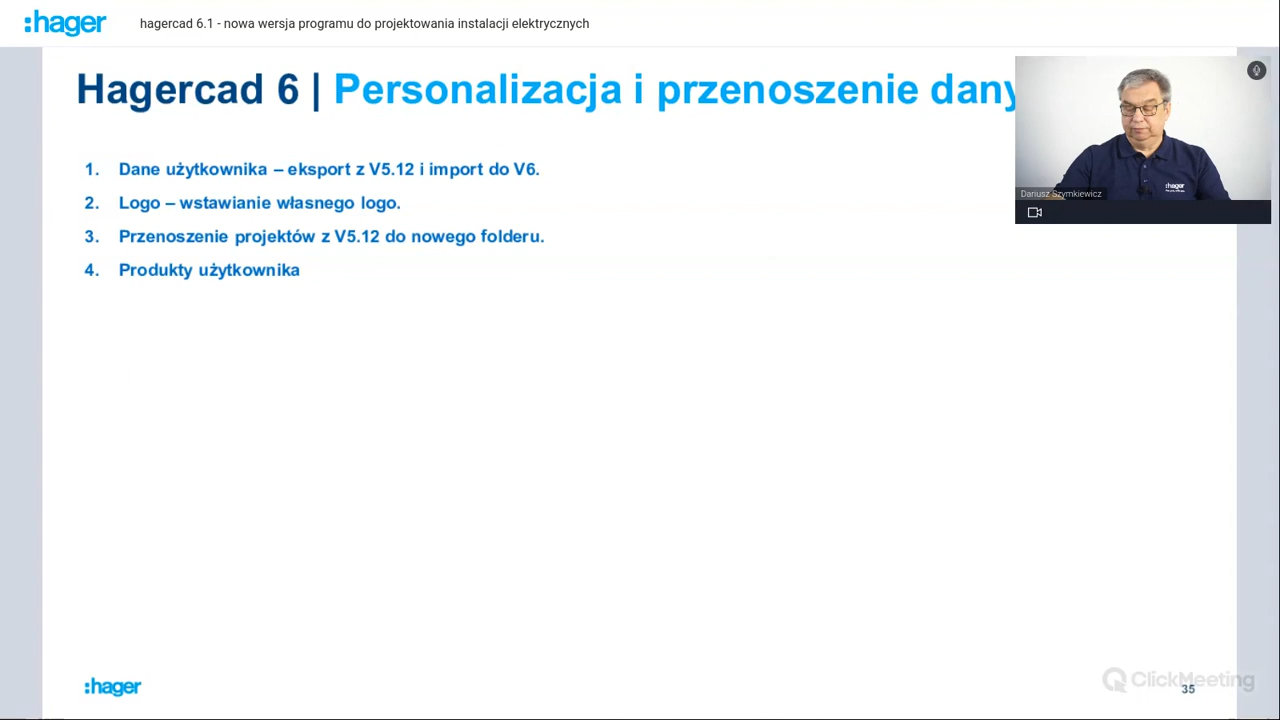 :hager
hagercad 6.1 - nowa wersja programu do projektowania instalacji elektrycznych
Hagercad 6 | Personalizacja i przenoszenie dany
:hager
Dariusz Szymkiewicz
1. Dane użytkownika – eksport z V5.12 i import do V6.
2. Logo – wstawianie własnego logo.
3. Przenoszenie projektów z V5.12 do nowego folderu.
4. Produkty użytkownika
:hager
ClickMeeting
35